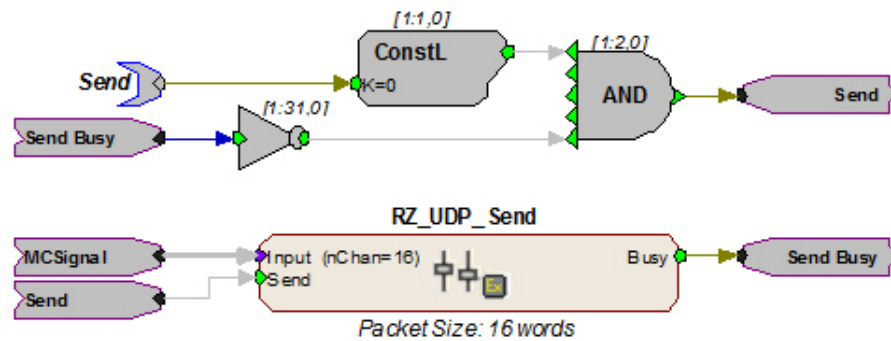 [1:1,0]
ConstL
[1:2,0]
Send
K=0
[1:31,0]
AND
Send
Send Busy
RZ_UDP_Send
MCSignal
Input (nChan=16)
Busy
Send Busy
Send
Send
Ex
Packet Size: 16 words